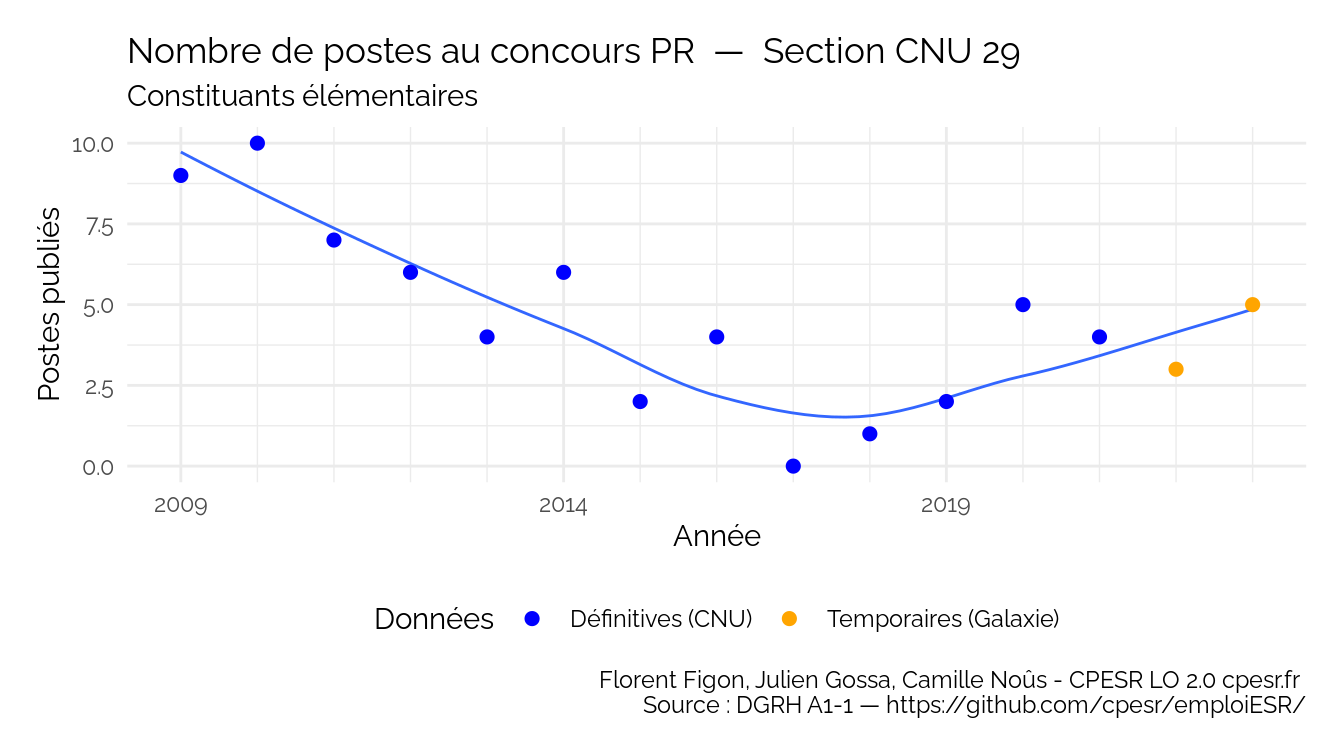 Nombre de postes au concours PR — Section CNU 29
Constituants élémentaires
Postes publiés
10.0
7.5
5.0
2.5
0.0
2009 2014 2019
Année
Données Définitives (CNU) Temporaires (Galaxie)
Florent Figon, Julien Gossa, Camille Noûs - CPESR LO 2.0 cpesr.fr
Source : DGRH A1-1 — https://github.com/cpesr/emploiESR/